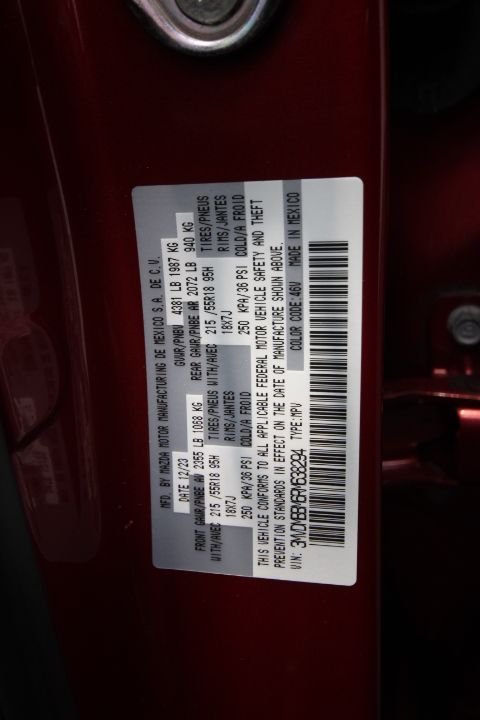 MFD. BY MAZDA MOTOR MANUFACTURING DE MEXICO S.A. DE C.V.
DATE 12/23 GVWR/PNBV 4381 LB 1987 KG
FRONT GAWR/PNBE AV 2355 LB 1068 KG REAR GAWR/PNBE AR 2072 LB 940 KG
TIRES/PNEUS WITH/AVEC 215 /55R18 95H TIRES/PNEUS
WITH/AVEC 215 /55R18 95H
RIMS/JANTES 18X7J RIMS/JANTES
18X7J
COLD/A FROID 250 KPA/36 PSI COLD/A FROID
250 KPA/36 PSI
THIS VEHICLE CONFORMS TO ALL APPLICABLE FEDERAL MOTOR VEHICLE SAFETY AND THEFT
PREVENTION STANDARDS IN EFFECT ON THE DATE OF MANUFACTURE SHOWN ABOVE.
VIN: TYPE:MPV COLOR CODE:46V MADE IN MEXICO